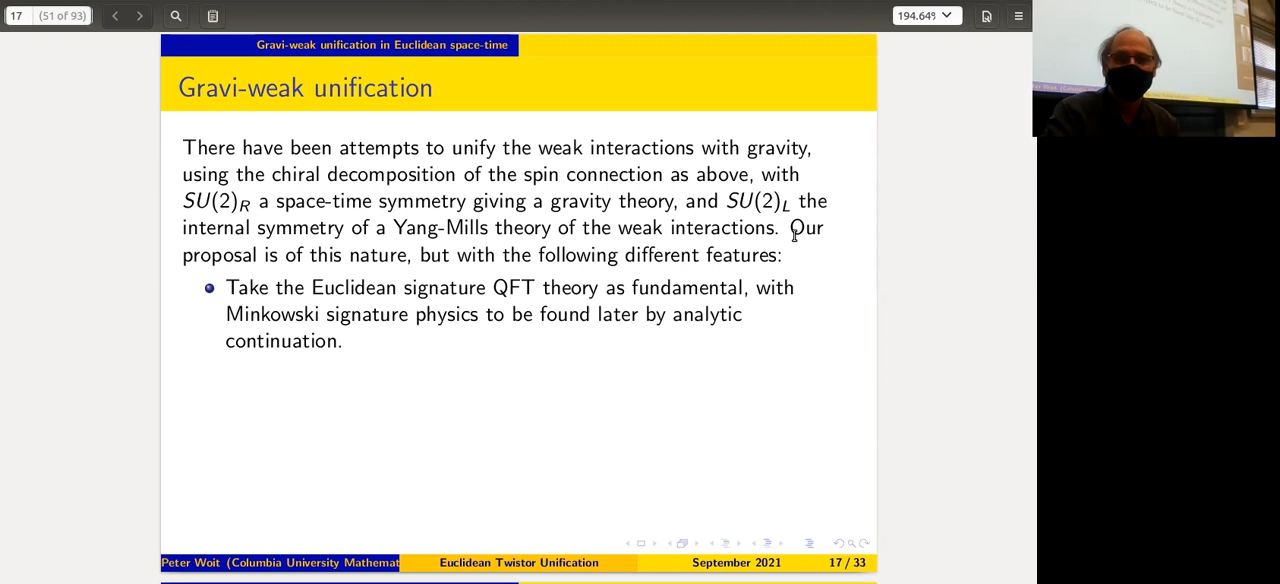 17 (51 of 93)
194.64%
Gravi-weak unification in Euclidean space-time
Gravi-weak unification
There have been attempts to unify the weak interactions with gravity,
using the chiral decomposition of the spin connection as above, with
SU(2)R a space-time symmetry giving a gravity theory, and SU(2)L the
internal symmetry of a Yang-Mills theory of the weak interactions. Our
proposal is of this nature, but with the following different features:
Take the Euclidean signature QFT theory as fundamental, with
Minkowski signature physics to be found later by analytic
continuation.
Peter Woit (Columbia University Mathemat
Euclidean Twistor Unification
September 2021
17 / 33